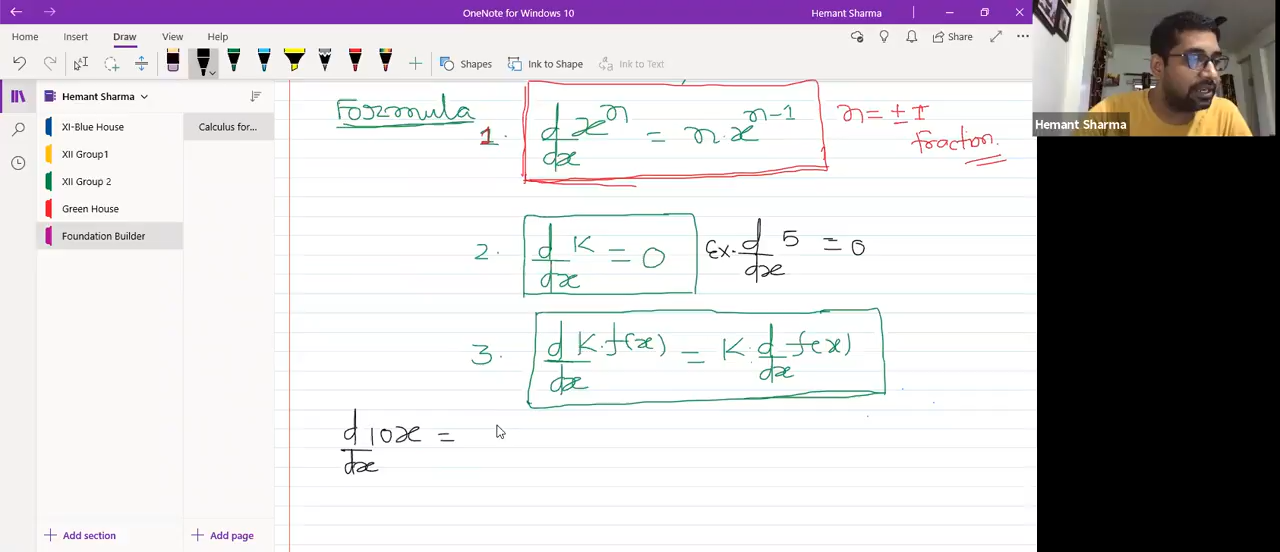 OneNote for Windows 10
Hemant Sharma
Home Insert Draw View Help
Share
Shapes
Ink to Shape
Ink to Text
Hemant Sharma
XI-Blue House
XII Group1
XII Group 2
Green House
Foundation Builder
Add section
Calculus for...
Add page
Formula
1. d/dx x^n = n·x^(n-1) n = ± I
fraction
2. d/dx K = 0 Ex. d/dx 5 = 0
3. d/dx K·f(x) = K·d/dx f(x)
d/dx 10x =
Hemant Sharma